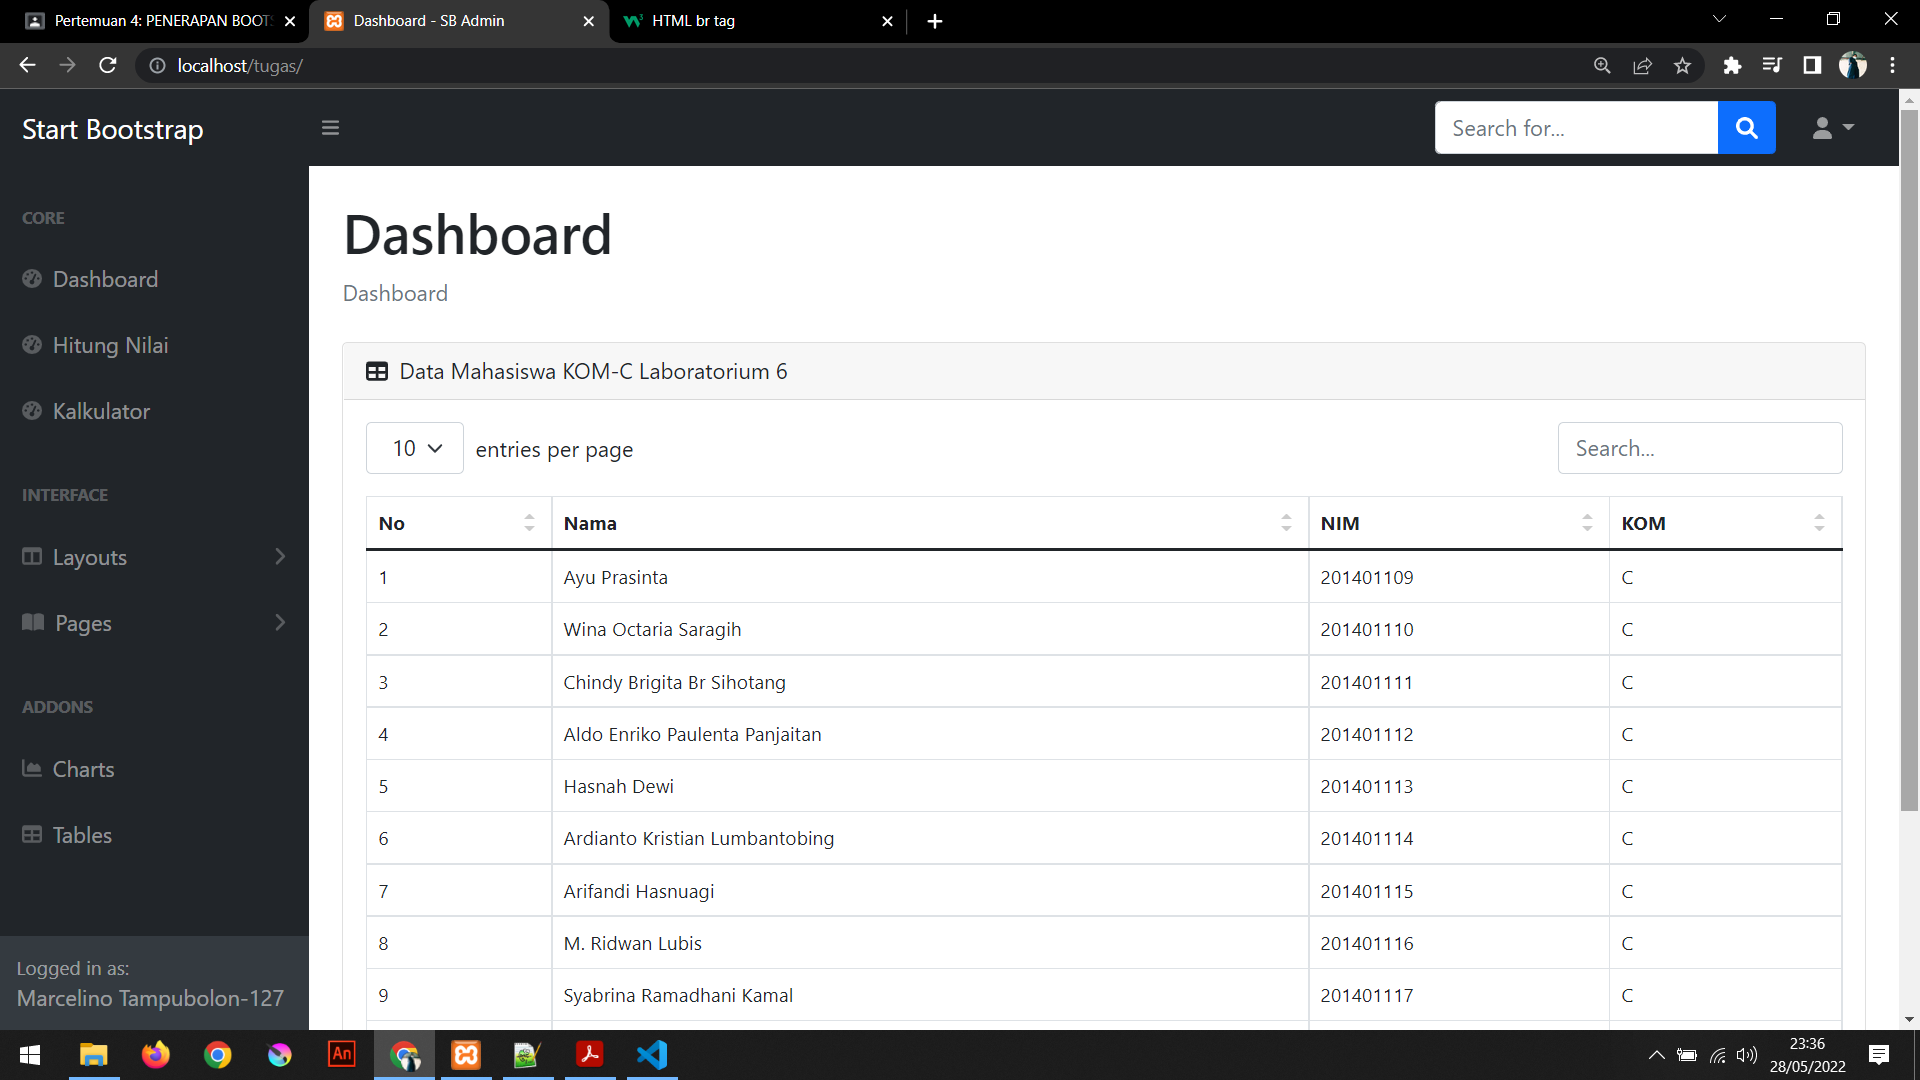 Pertemuan 4: PENERAPAN BOOTS
Dashboard - SB Admin
HTML br tag
localhost/tugas/
Start Bootstrap
Search for...
CORE
Dashboard
Hitung Nilai
Kalkulator
INTERFACE
Layouts
Pages
ADDONS
Charts
Tables
Logged in as:
Marcelino Tampubolon-127
Dashboard
Dashboard
Data Mahasiswa KOM-C Laboratorium 6
10 entries per page
Search...
No Nama NIM KOM
1 Ayu Prasinta 201401109 C
2 Wina Octaria Saragih 201401110 C
3 Chindy Brigita Br Sihotang 201401111 C
4 Aldo Enriko Paulenta Panjaitan 201401112 C
5 Hasnah Dewi 201401113 C
6 Ardianto Kristian Lumbantobing 201401114 C
7 Arifandi Hasnuagi 201401115 C
8 M. Ridwan Lubis 201401116 C
9 Syabrina Ramadhani Kamal 201401117 C
An
23:36
28/05/2022